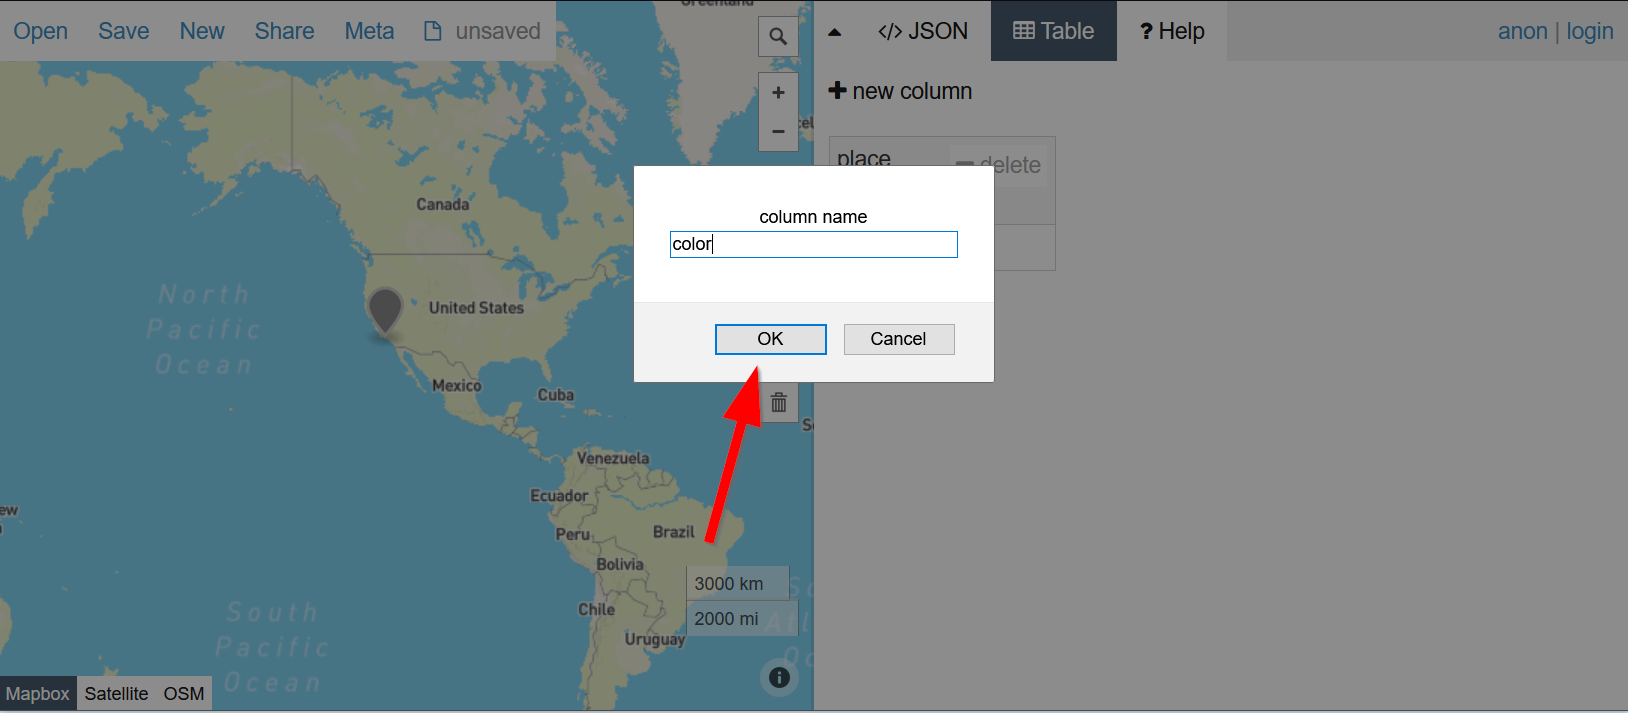 Open Save New Share Meta unsaved
</> JSON Table ? Help
anon | login
new column
place
delete
column name
color
OK Cancel
Canada
North
Pacific
Ocean
United States
Mexico
Cuba
Venezuela
Ecuador
Peru
Brazil
Bolivia
Chile
Uruguay
South
Pacific
Ocean
3000 km
2000 mi
Mapbox Satellite OSM